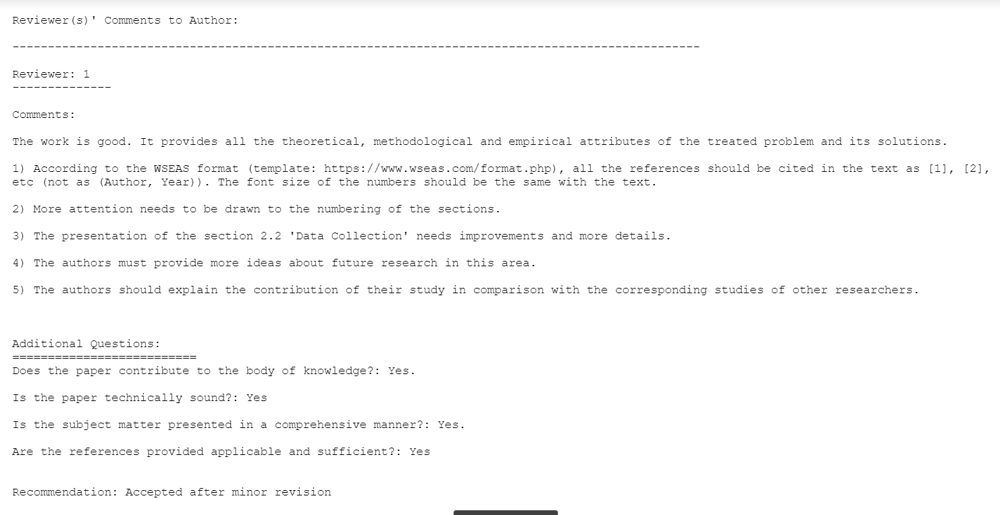 Reviewer(s)' Comments to Author:
-------------------------------------------------------------------------------------------------
Reviewer: 1
--------------
Comments:
The work is good. It provides all the theoretical, methodological and empirical attributes of the treated problem and its solutions.
1) According to the WSEAS format (template: https://www.wseas.com/format.php), all the references should be cited in the text as [1], [2],
etc (not as (Author, Year)). The font size of the numbers should be the same with the text.
2) More attention needs to be drawn to the numbering of the sections.
3) The presentation of the section 2.2 'Data Collection' needs improvements and more details.
4) The authors must provide more ideas about future research in this area.
5) The authors should explain the contribution of their study in comparison with the corresponding studies of other researchers.
Additional Questions:
==========================
Does the paper contribute to the body of knowledge?: Yes.
Is the paper technically sound?: Yes
Is the subject matter presented in a comprehensive manner?: Yes.
Are the references provided applicable and sufficient?: Yes
Recommendation: Accepted after minor revision